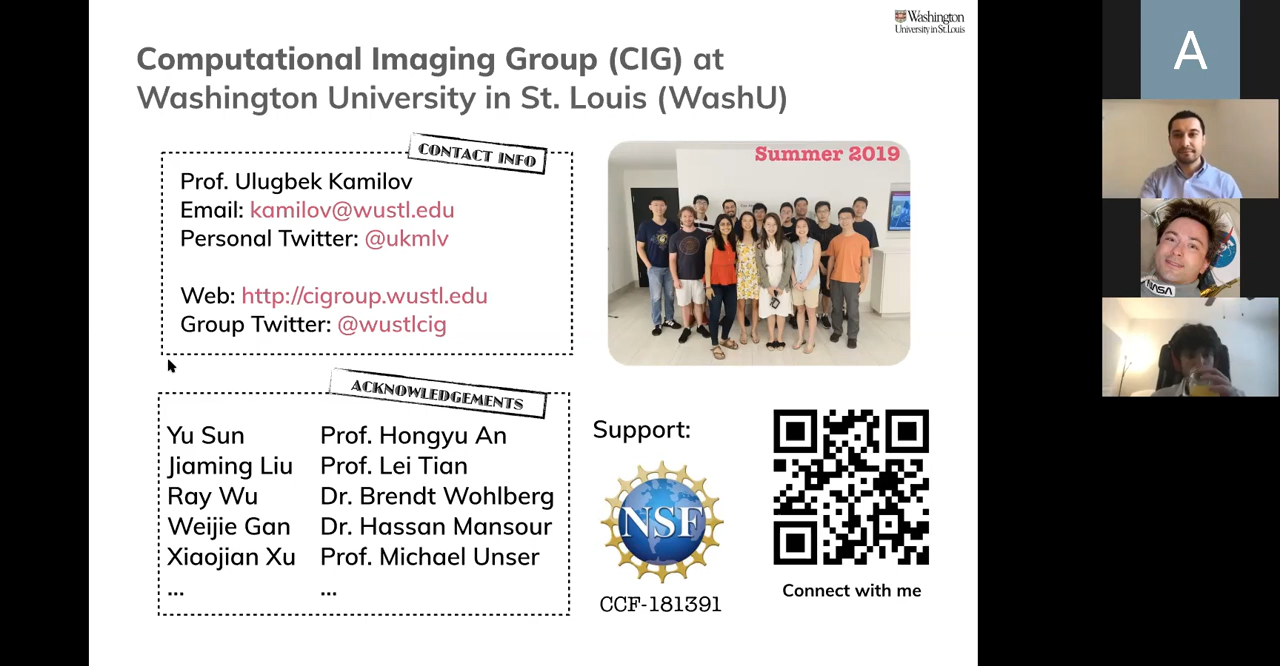 Washington
University in St. Louis
Computational Imaging Group (CIG) at
Washington University in St. Louis (WashU)
CONTACT INFO
Prof. Ulugbek Kamilov
Email: kamilov@wustl.edu
Personal Twitter: @ukmlv
Web: http://cigroup.wustl.edu
Group Twitter: @wustlcig
Summer 2019
ACKNOWLEDGEMENTS
Yu Sun
Jiaming Liu
Ray Wu
Weijie Gan
Xiaojian Xu
...
Prof. Hongyu An
Prof. Lei Tian
Dr. Brendt Wohlberg
Dr. Hassan Mansour
Prof. Michael Unser
...
Support:
NSF
CCF-181391
Connect with me
A
NASA